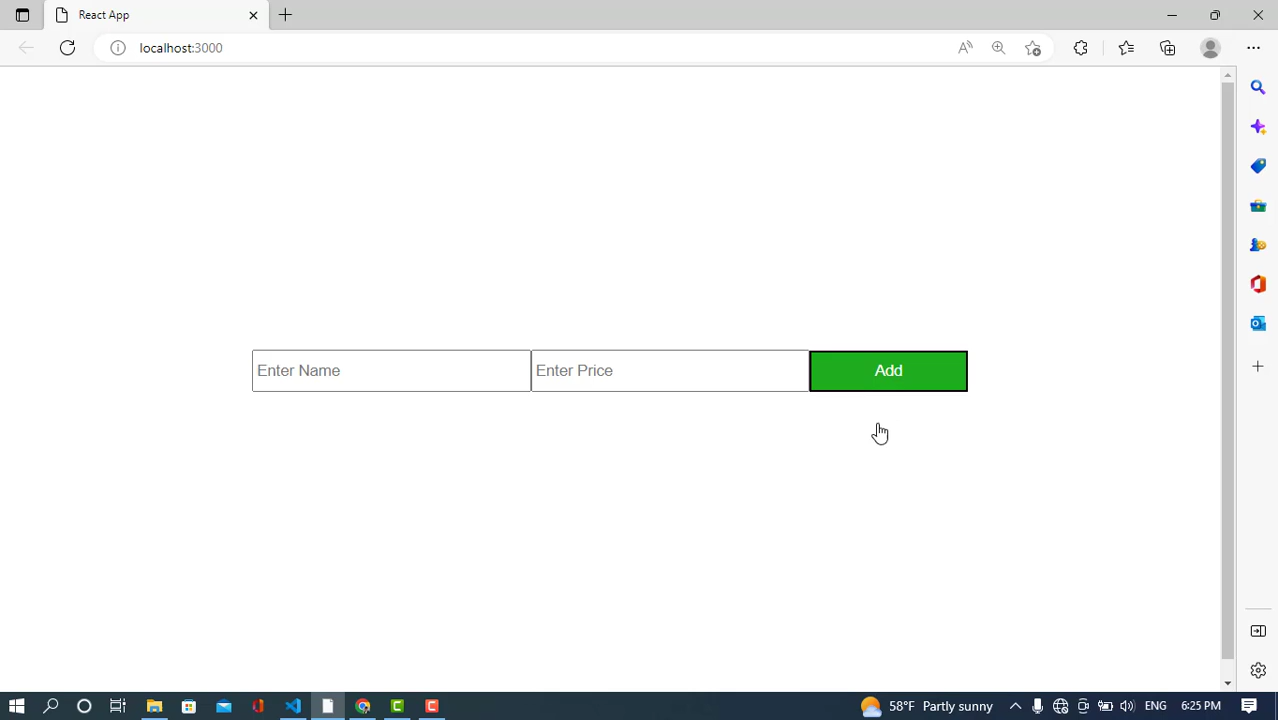 React App
localhost:3000
Enter Name
Enter Price
Add
58°F Partly sunny
ENG
6:25 PM